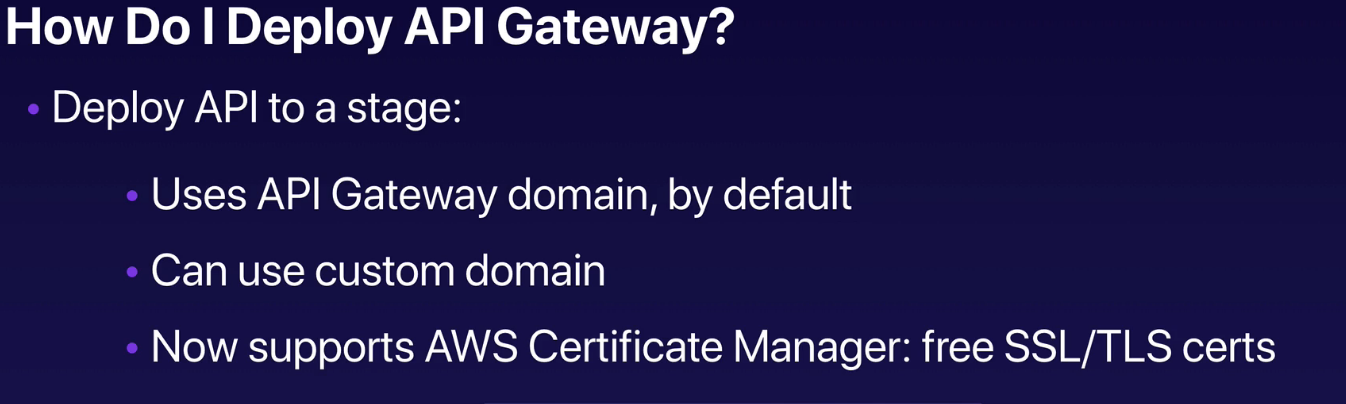 How Do I Deploy API Gateway?
• Deploy API to a stage:
• Uses API Gateway domain, by default
• Can use custom domain
• Now supports AWS Certificate Manager: free SSL/TLS certs